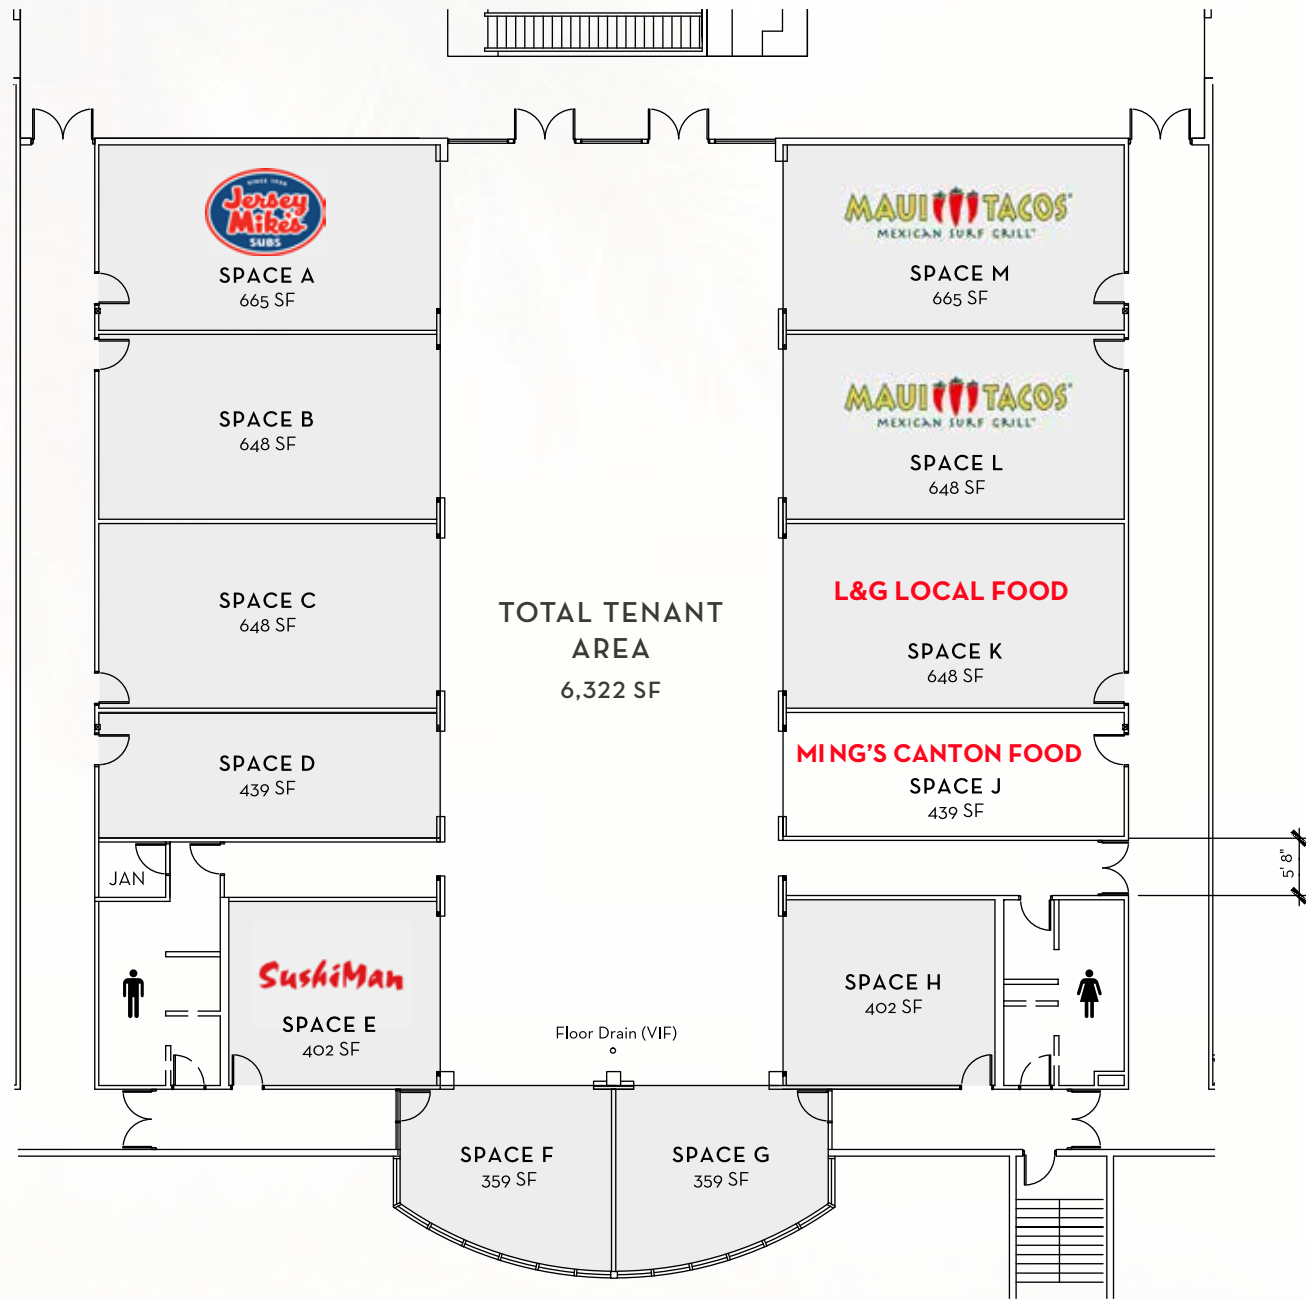 SINCE 1956
Jersey
Mike's
SUBS
SPACE A
665 SF
MAUI TACOS
MEXICAN SURF GRILL
SPACE M
665 SF
SPACE B
648 SF
MAUI TACOS
MEXICAN SURF GRILL
SPACE L
648 SF
SPACE C
648 SF
TOTAL TENANT
AREA
6,322 SF
L&G LOCAL FOOD
SPACE K
648 SF
SPACE D
439 SF
MING'S CANTON FOOD
SPACE J
439 SF
JAN
5' 8"
SushiMan
SPACE E
402 SF
SPACE H
402 SF
Floor Drain (VIF)
SPACE F
359 SF
SPACE G
359 SF